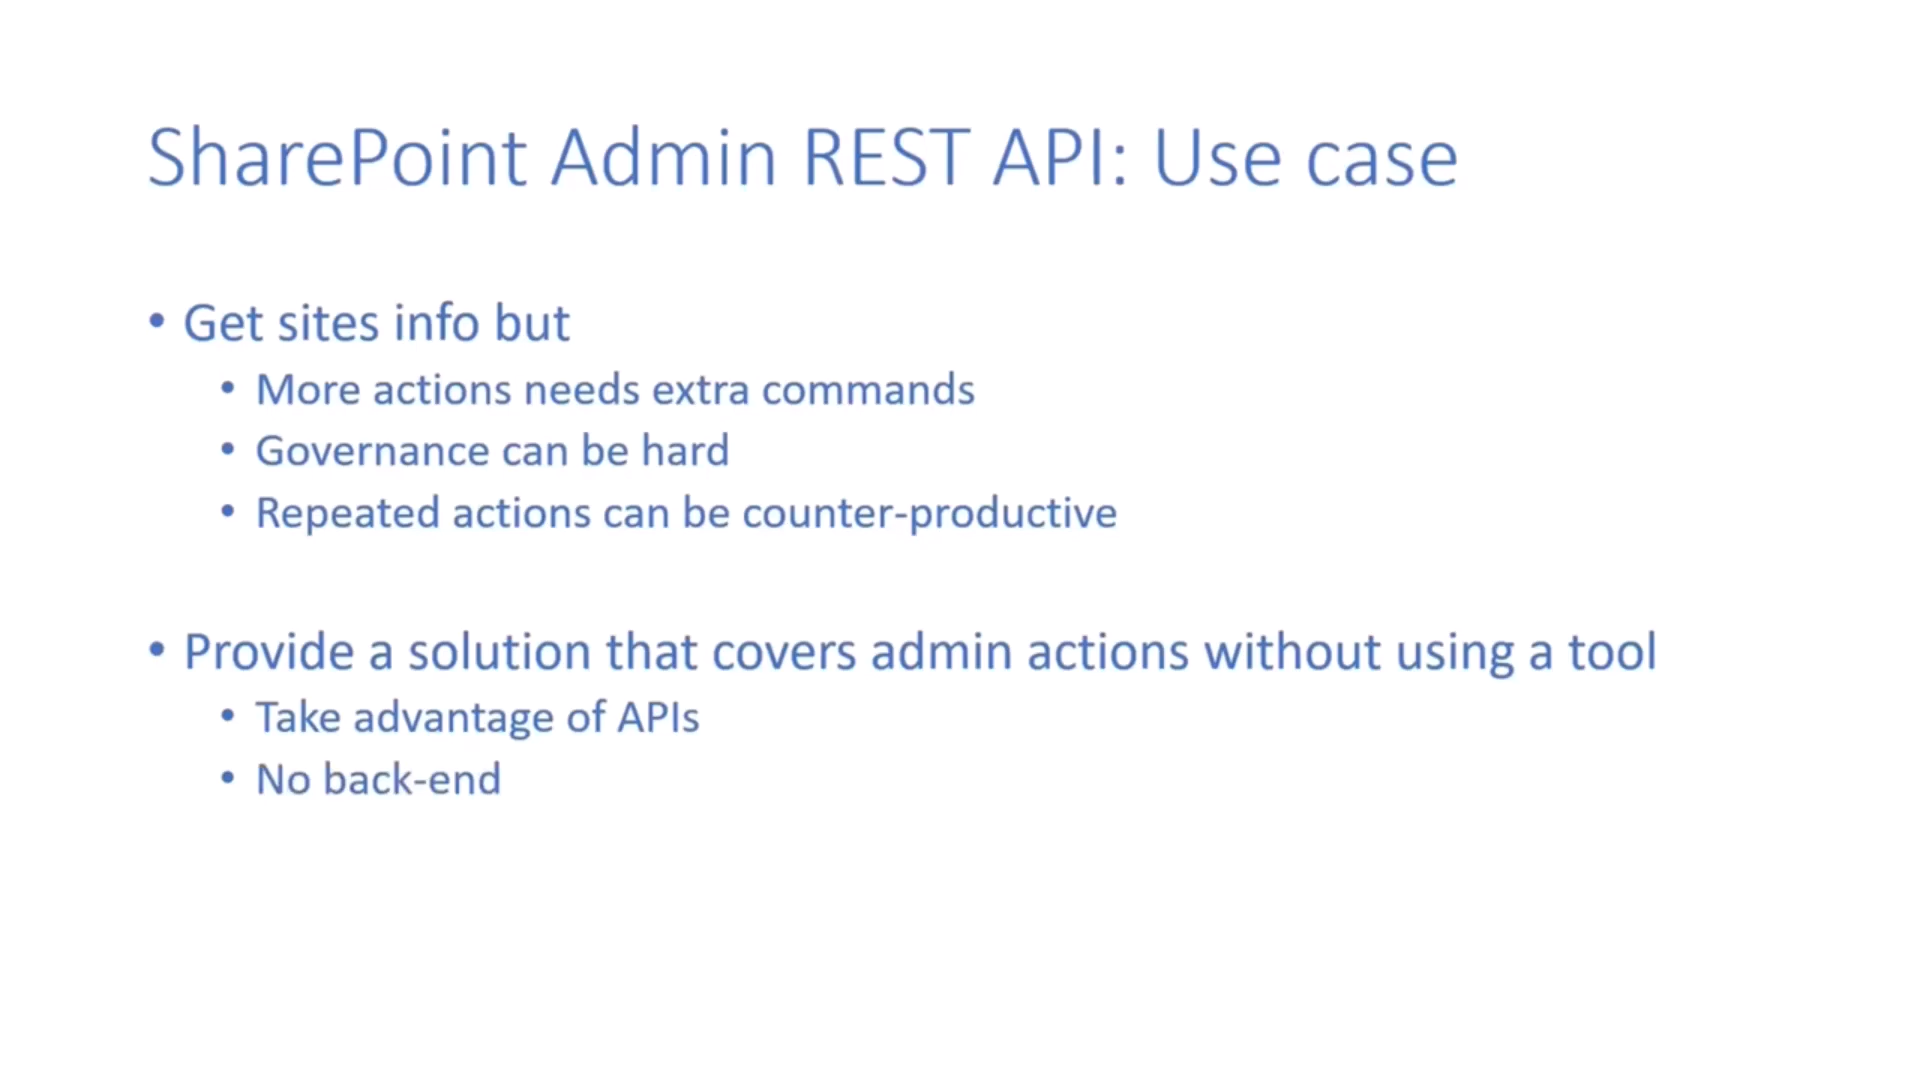 SharePoint Admin REST API: Use case
• Get sites info but
• More actions needs extra commands
• Governance can be hard
• Repeated actions can be counter-productive
• Provide a solution that covers admin actions without using a tool
• Take advantage of APIs
• No back-end